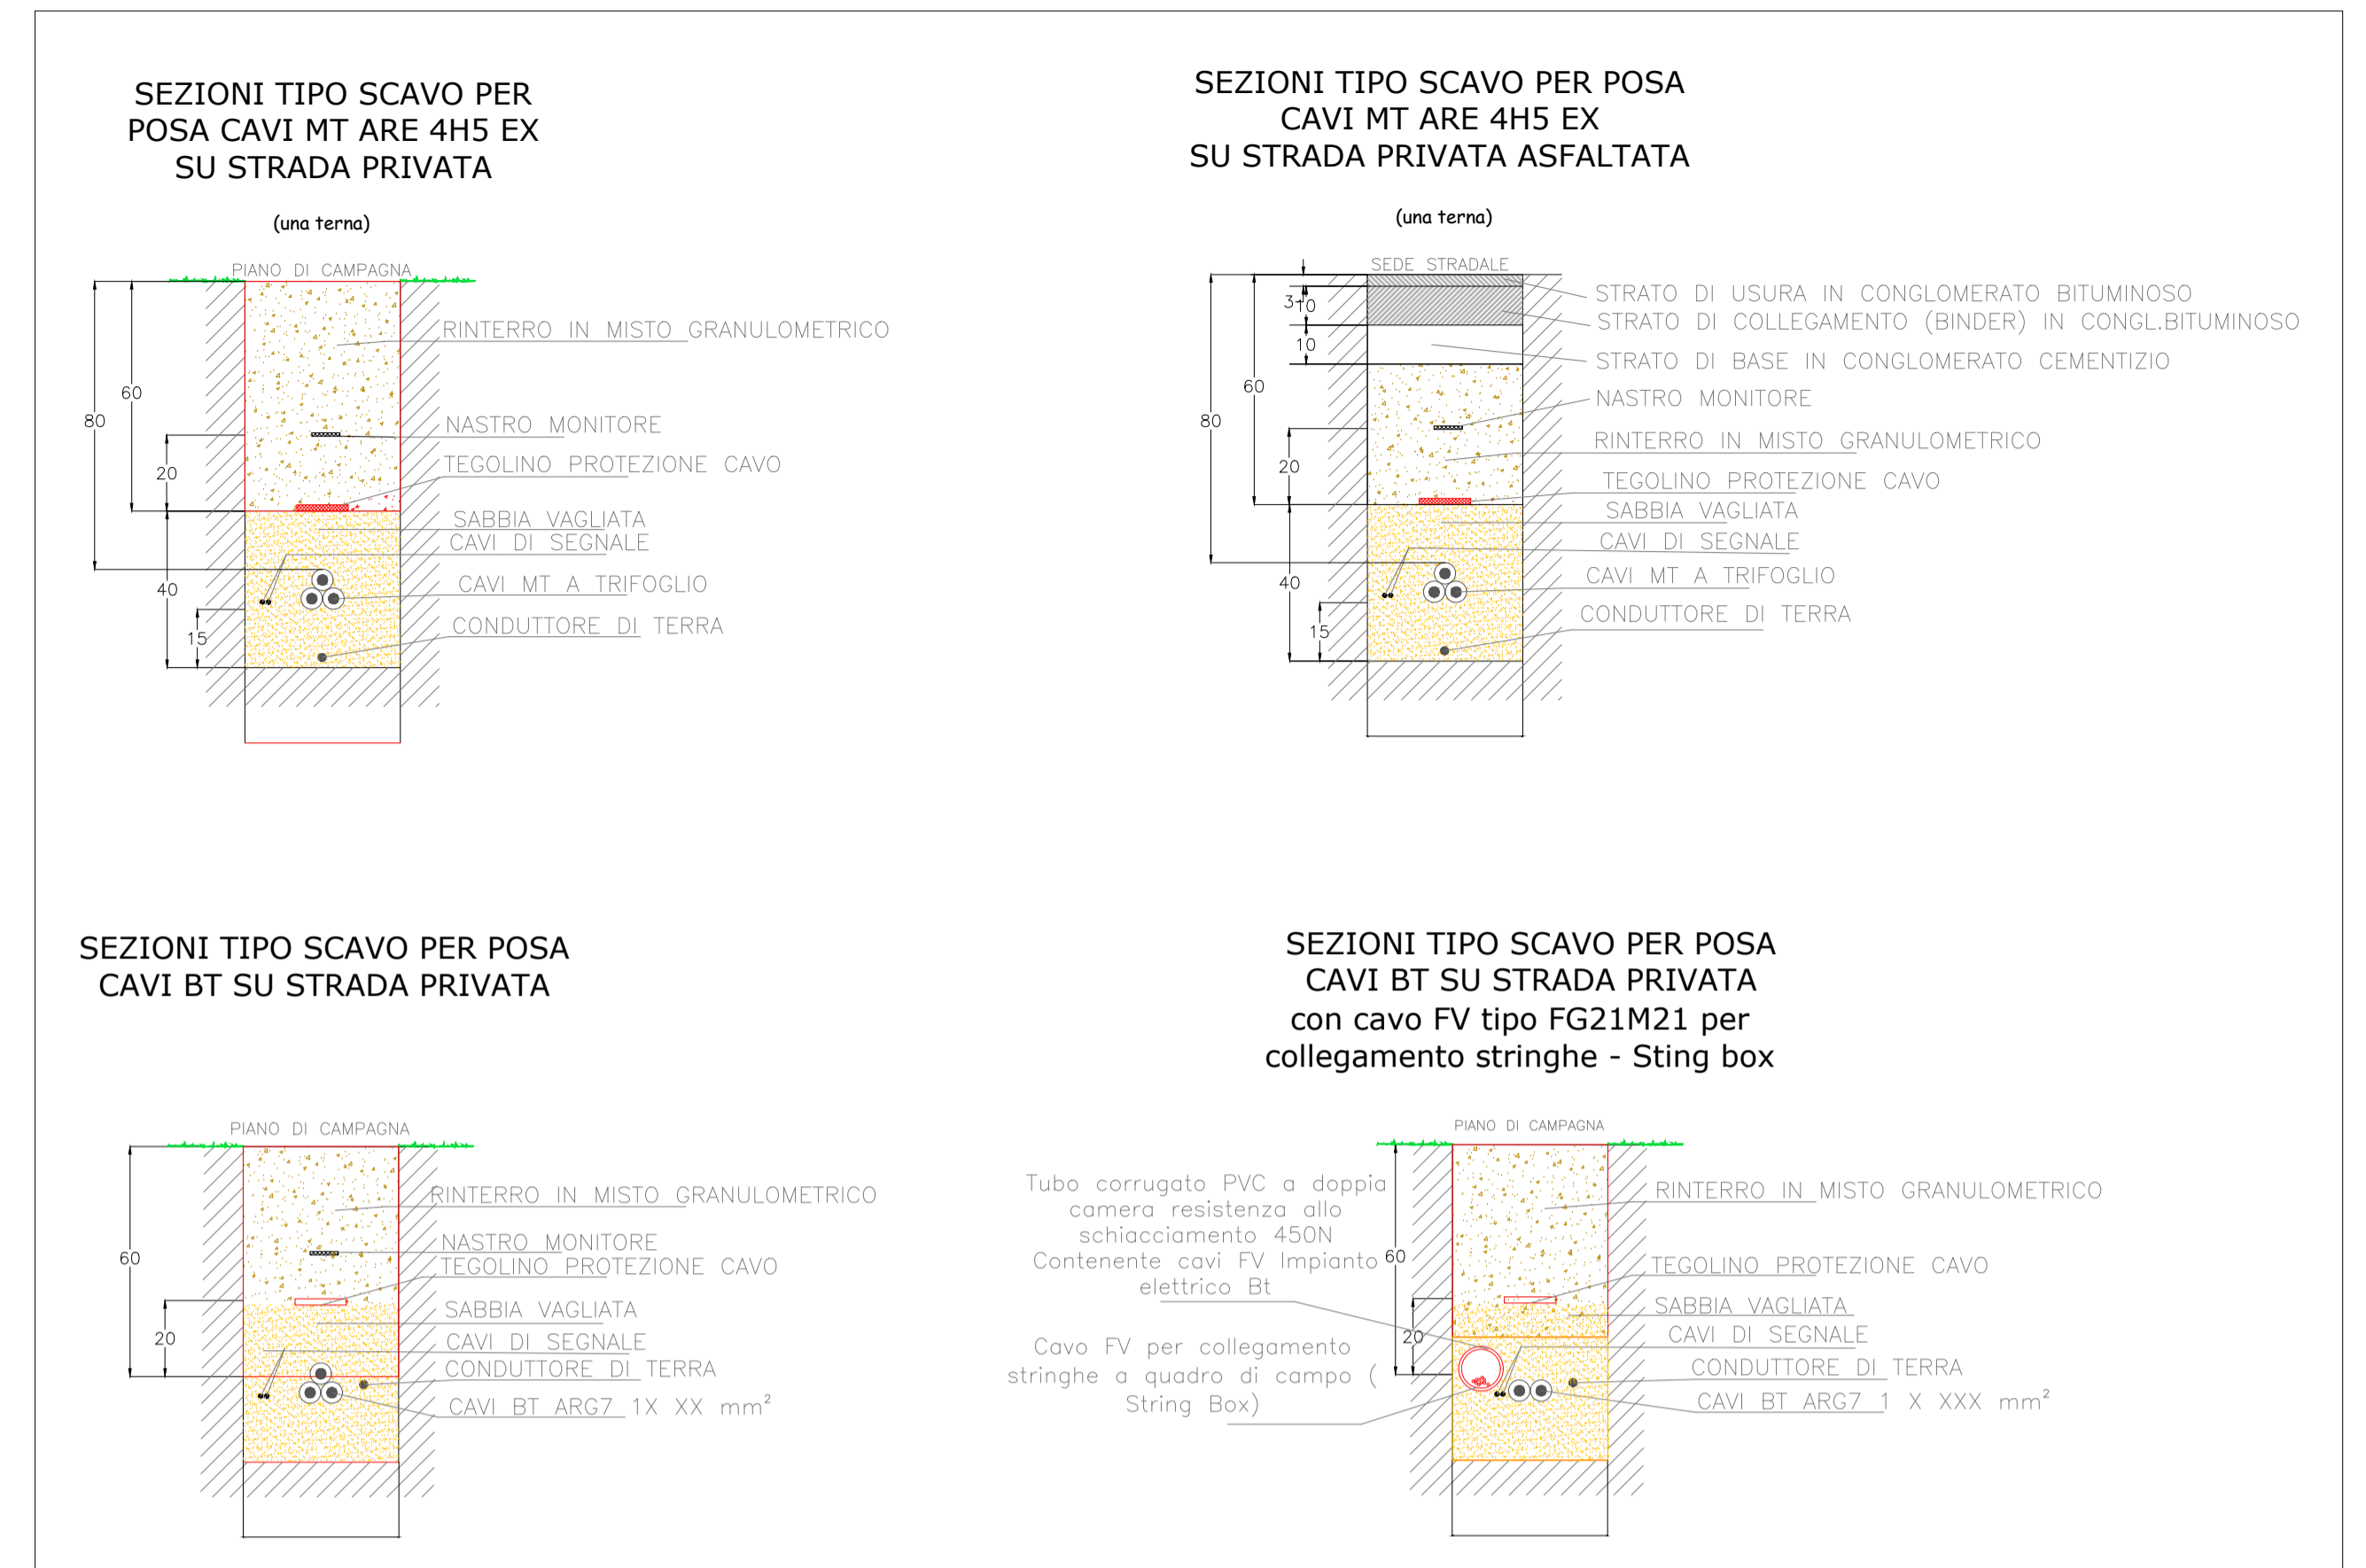 SEZIONI TIPO SCAVO PER
POSA CAVI MT ARE 4H5 EX
SU STRADA PRIVATA
(una terna)
PIANO DI CAMPAGNA
RINTERRO IN MISTO GRANULOMETRICO
60
80
NASTRO MONITORE
TEGOLINO PROTEZIONE CAVO
20
SABBIA VAGLIATA
CAVI DI SEGNALE
CAVI MT A TRIFOGLIO
40
CONDUTTORE DI TERRA
15
SEZIONI TIPO SCAVO PER POSA
CAVI MT ARE 4H5 EX
SU STRADA PRIVATA ASFALTATA
(una terna)
SEDE STRADALE
STRATO DI USURA IN CONGLOMERATO BITUMINOSO
3
10
STRATO DI COLLEGAMENTO (BINDER) IN CONGL.BITUMINOSO
10
STRATO DI BASE IN CONGLOMERATO CEMENTIZIO
60
NASTRO MONITORE
80
RINTERRO IN MISTO GRANULOMETRICO
20
TEGOLINO PROTEZIONE CAVO
SABBIA VAGLIATA
CAVI DI SEGNALE
CAVI MT A TRIFOGLIO
40
CONDUTTORE DI TERRA
15
SEZIONI TIPO SCAVO PER POSA
CAVI BT SU STRADA PRIVATA
PIANO DI CAMPAGNA
RINTERRO IN MISTO GRANULOMETRICO
NASTRO MONITORE
60
TEGOLINO PROTEZIONE CAVO
SABBIA VAGLIATA
20
CAVI DI SEGNALE
CONDUTTORE DI TERRA
CAVI BT ARG7 1X XX mm²
SEZIONI TIPO SCAVO PER POSA
CAVI BT SU STRADA PRIVATA
con cavo FV tipo FG21M21 per
collegamento stringhe - Sting box
PIANO DI CAMPAGNA
Tubo corrugato PVC a doppia
camera resistenza allo
schiacciamento 450N
Contenente cavi FV Impianto
elettrico Bt
60
20
Cavo FV per collegamento
stringhe a quadro di campo (
String Box)
RINTERRO IN MISTO GRANULOMETRICO
TEGOLINO PROTEZIONE CAVO
SABBIA VAGLIATA
CAVI DI SEGNALE
CONDUTTORE DI TERRA
CAVI BT ARG7 1 X XXX mm²